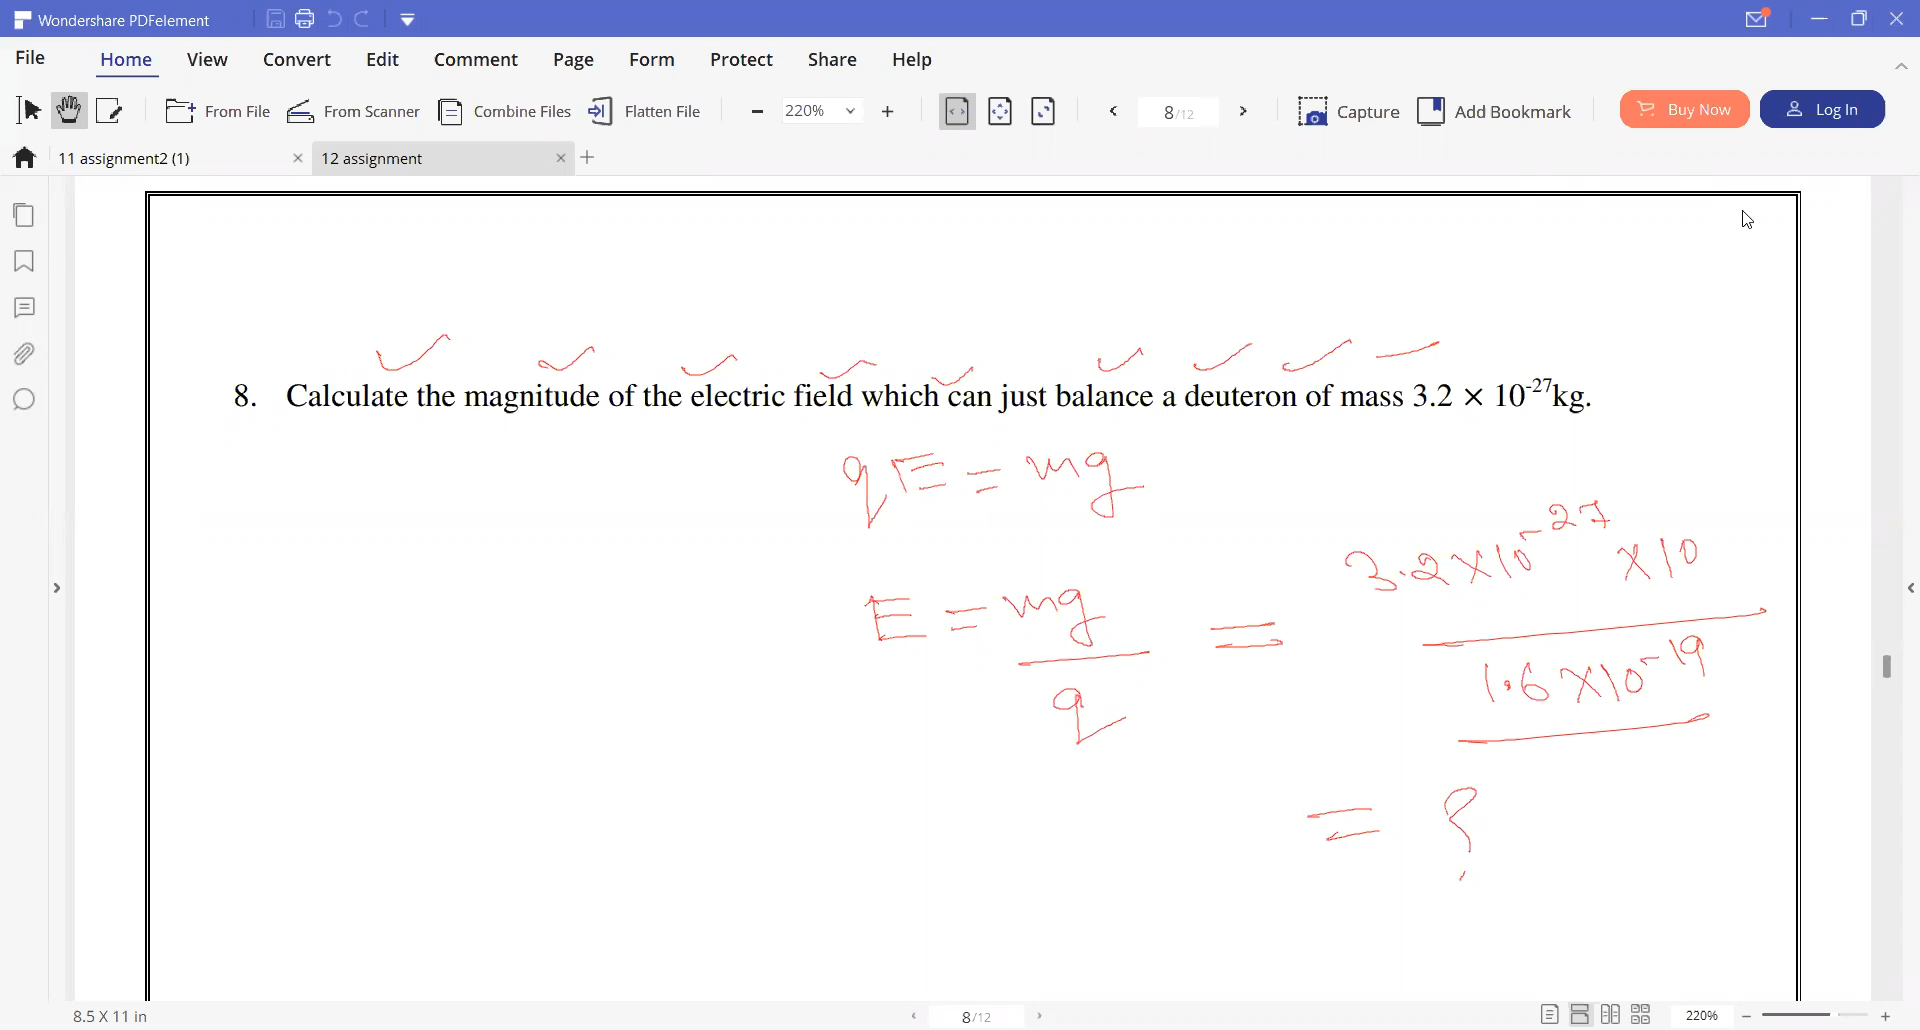 Wondershare PDFelement
File Home View Convert Edit Comment Page Form Protect Share Help
From File From Scanner Combine Files Flatten File − 220% + < 8/12 > Capture Add Bookmark Buy Now Log In
11 assignment2 (1) × 12 assignment × +
8. Calculate the magnitude of the electric field which can just balance a deuteron of mass 3.2 × 10⁻²⁷kg.
qE = mg
E = mg/q = 3.2×10⁻²⁷ ×10 / 1.6×10⁻¹⁹
= ?
8.5 X 11 in 8/12 220% − +